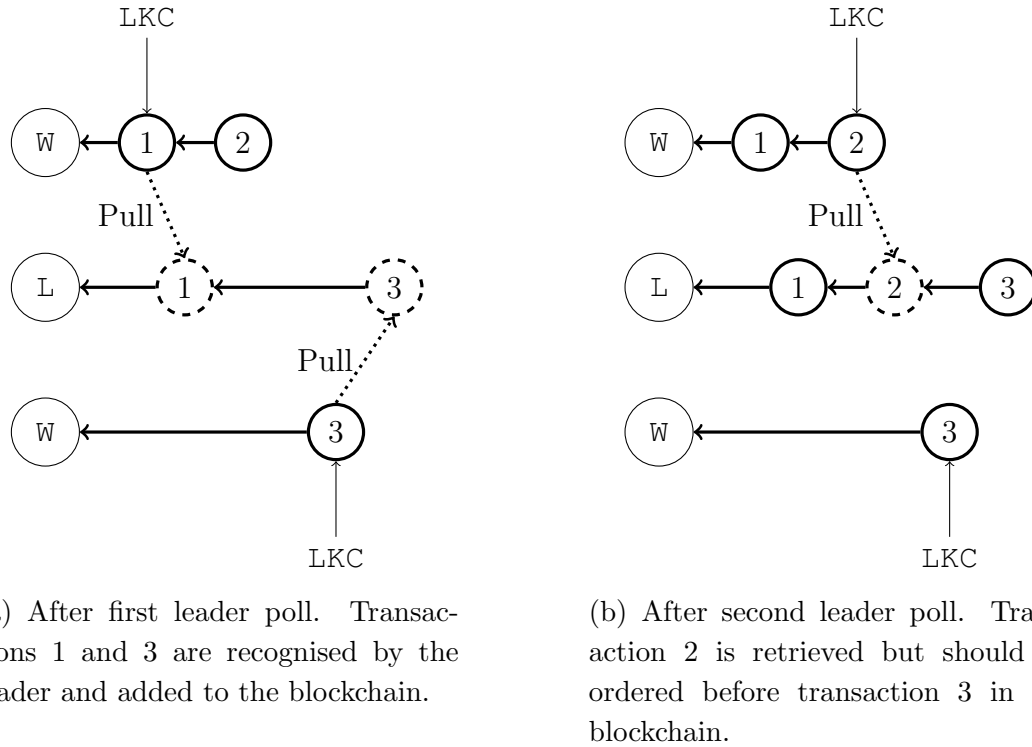 LKC
W 1 2
Pull
L 1 3
Pull
W 3
LKC
) After first leader poll. Transac-
ons 1 and 3 are recognised by the
ader and added to the blockchain.
LKC
W 1 2
Pull
L 1 2 3
W 3
LKC
(b) After second leader poll. Tra
action 2 is retrieved but should
ordered before transaction 3 in
blockchain.